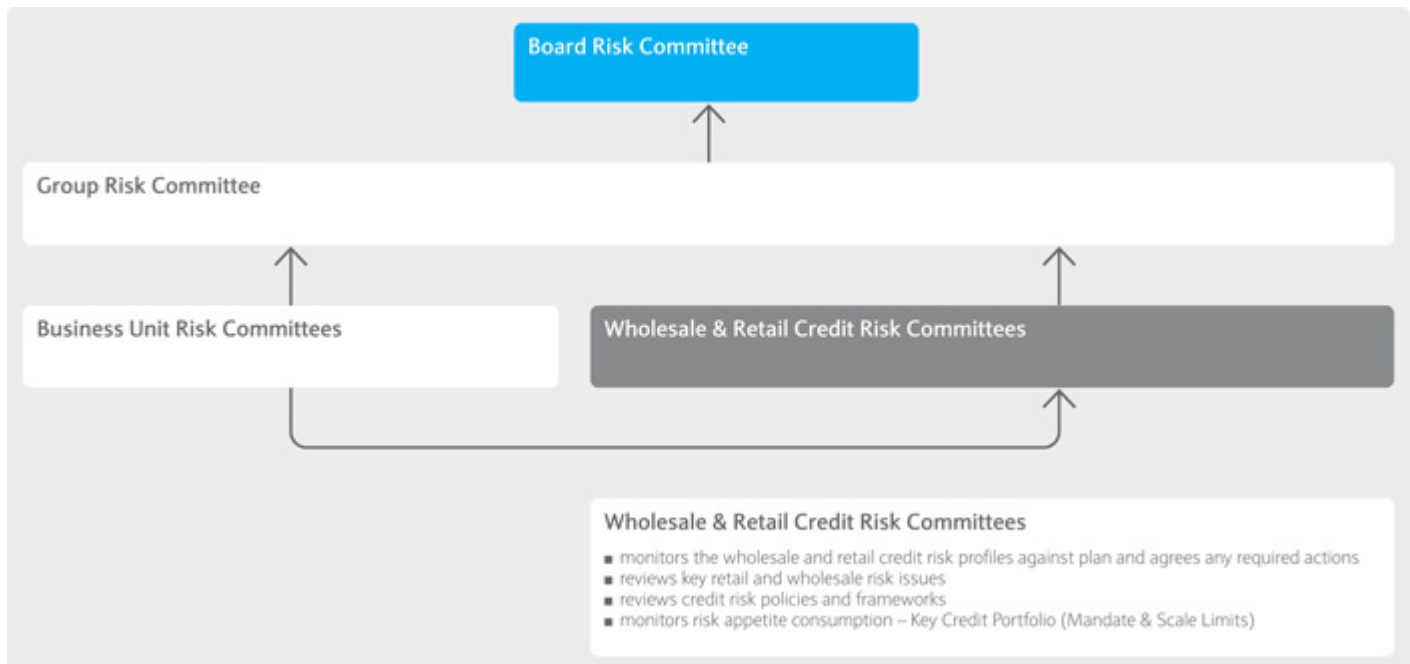 Board Risk Committee
Group Risk Committee
Business Unit Risk Committees
Wholesale & Retail Credit Risk Committees
Wholesale & Retail Credit Risk Committees
■ monitors the wholesale and retail credit risk profiles against plan and agrees any required actions
■ reviews key retail and wholesale risk issues
■ reviews credit risk policies and frameworks
■ monitors risk appetite consumption – Key Credit Portfolio (Mandate & Scale Limits)